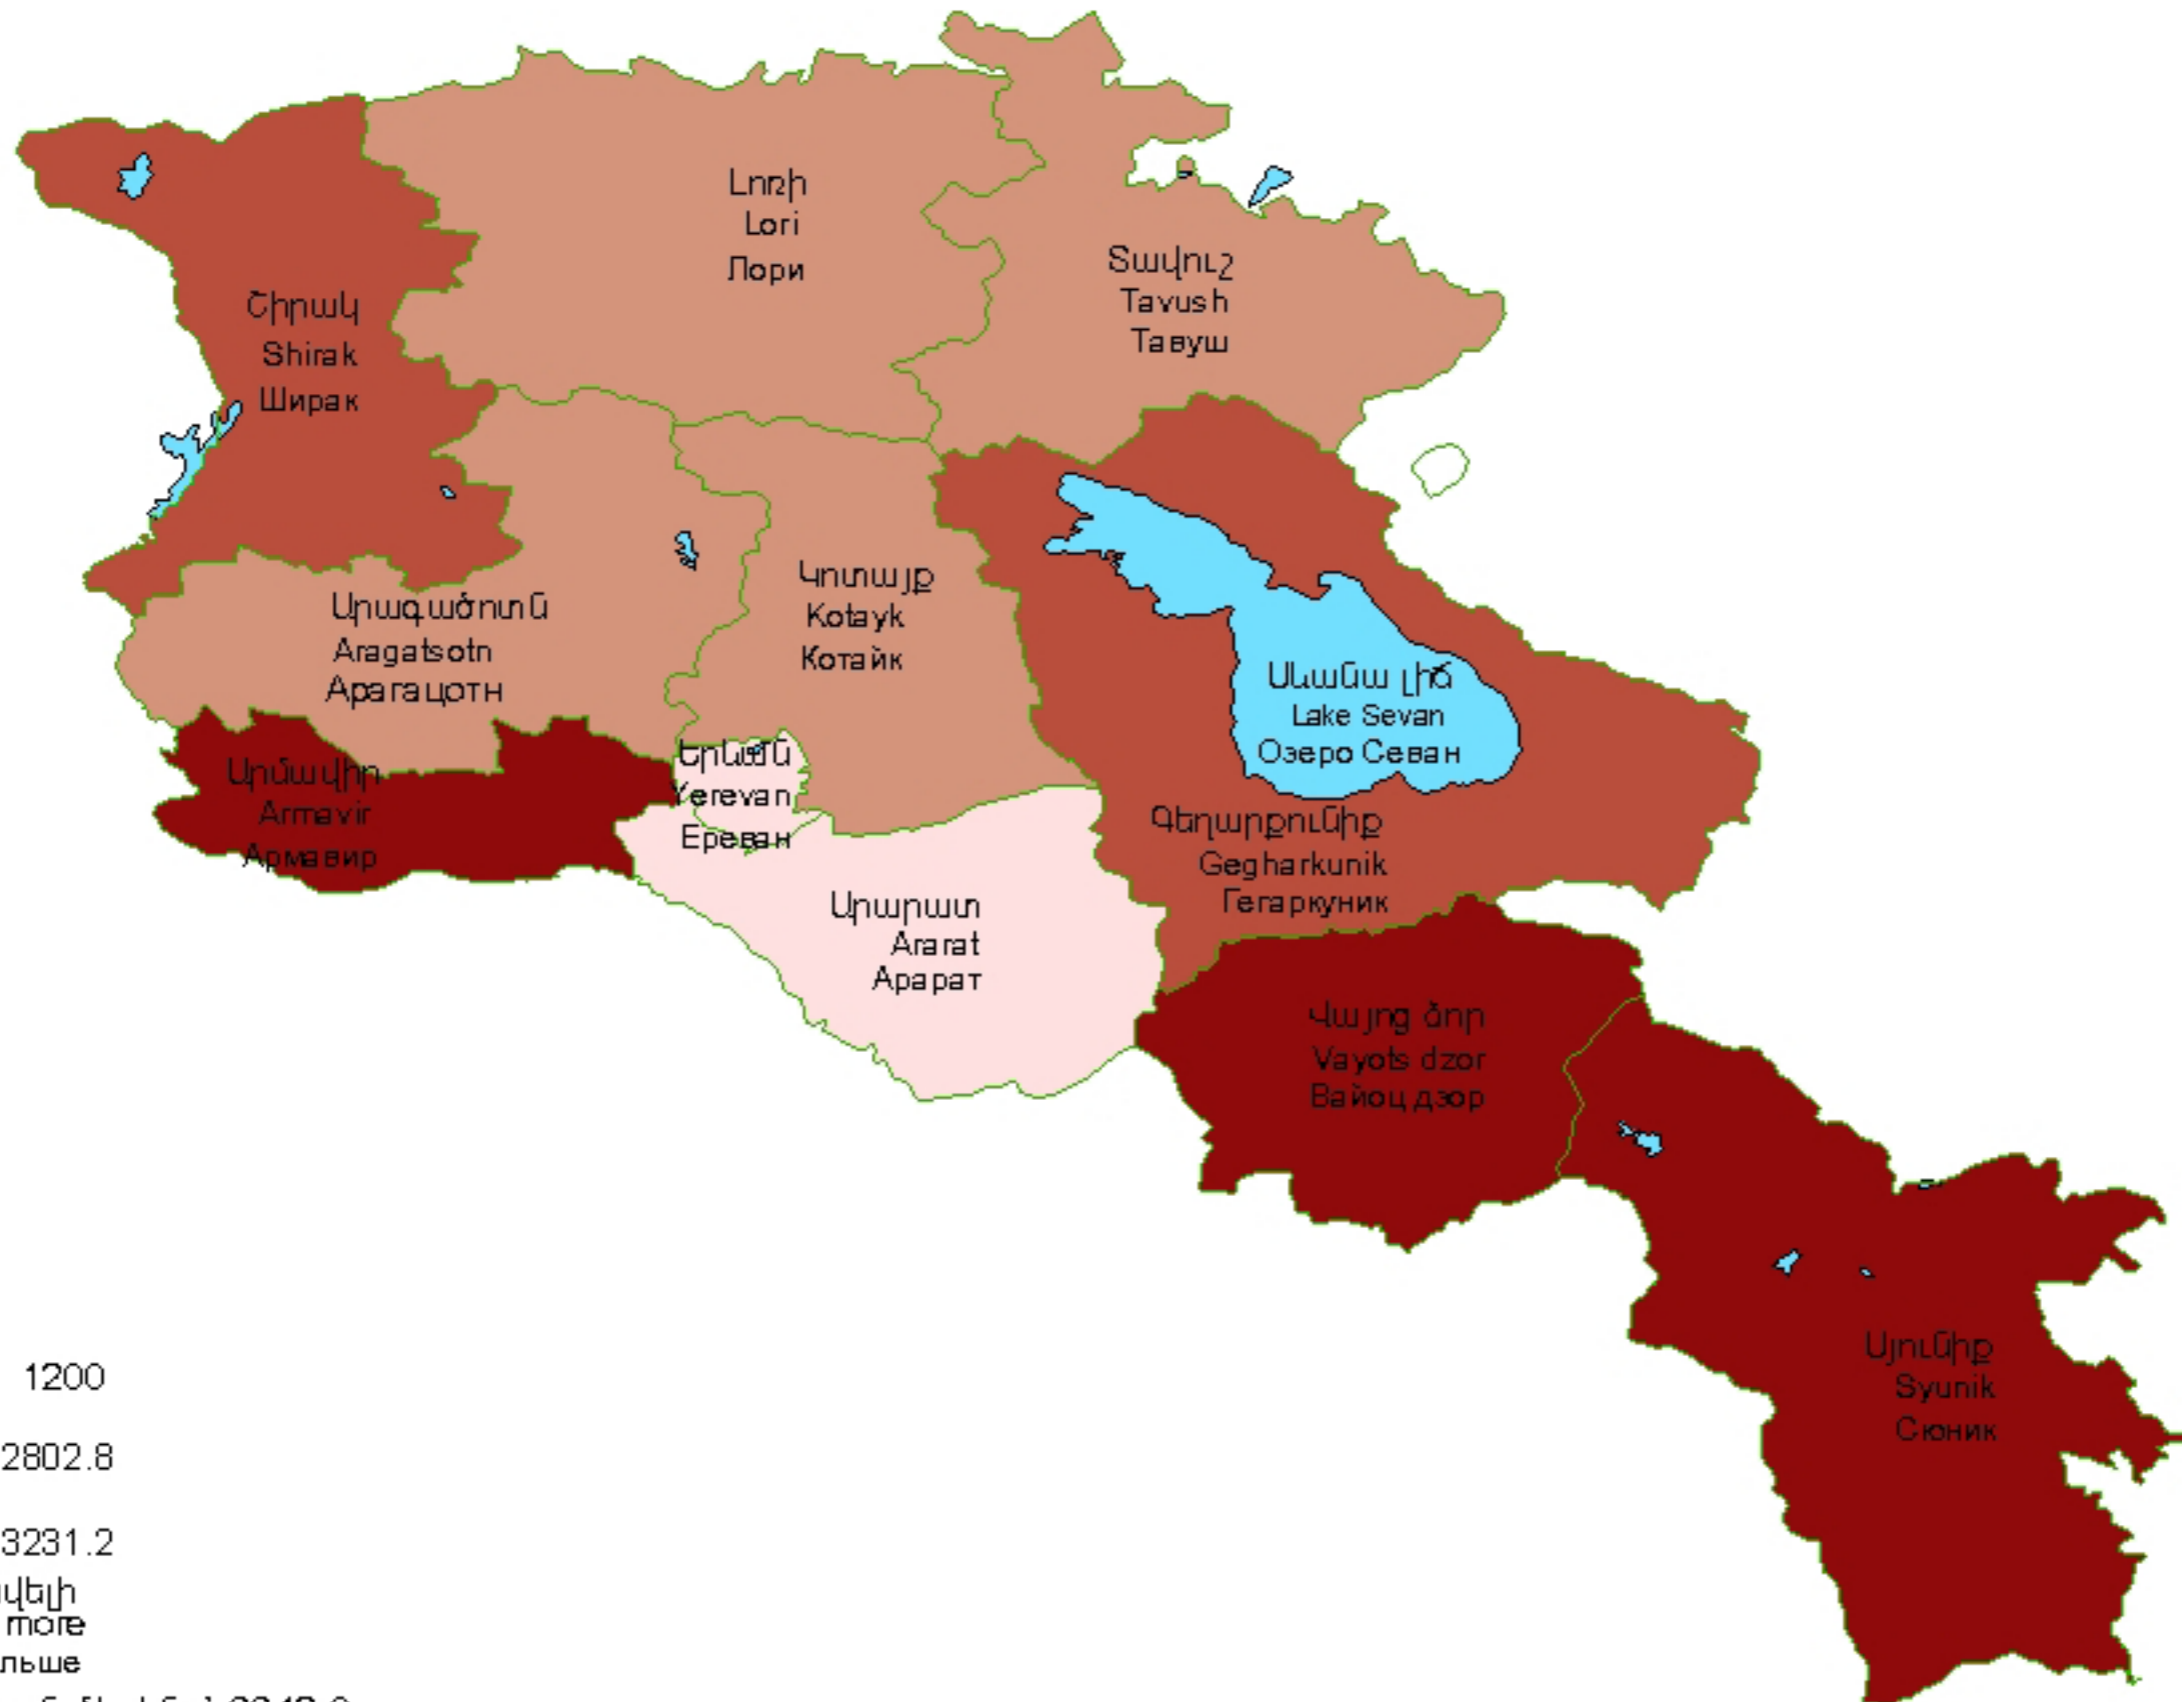 Լոռի
Lori
Лори
Տավուշ
Tavush
Тавуш
Շիրակ
Shirak
Ширак
Կոտայք
Kotayk
Котайк
Արագածոտն
Aragatsotn
Арагацотн
Սևանա լիճ
Lake Sevan
Озеро Севан
Yerevan
Ереван
Արմավիր
Armavir
Армавир
Գեղարքունիք
Gegharkunik
Гегаркуник
Արարատ
Ararat
Арарат
Վայոց ձոր
Vayots dzor
Вайоц дзор
Սյունիք
Syunik
Сюник
1200
2802.8
3231.2
more